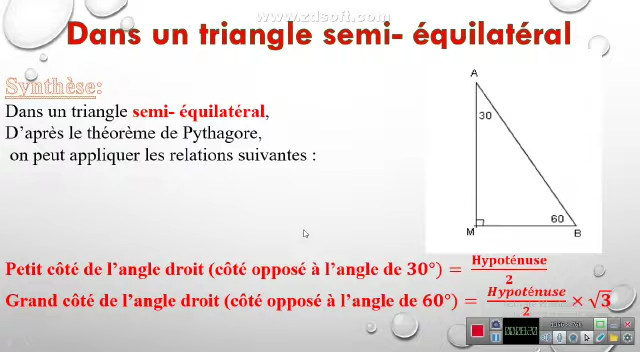 www.zdsoft.com
Dans un triangle semi- équilatéral
Synthèse:
Dans un triangle semi- équilatéral,
D'après le théorème de Pythagore,
on peut appliquer les relations suivantes :
A
30
60
M
B
Petit côté de l'angle droit (côté opposé à l'angle de 30°) = Hypoténuse/2
Grand côté de l'angle droit (côté opposé à l'angle de 60°) = Hypoténuse/2 × √3